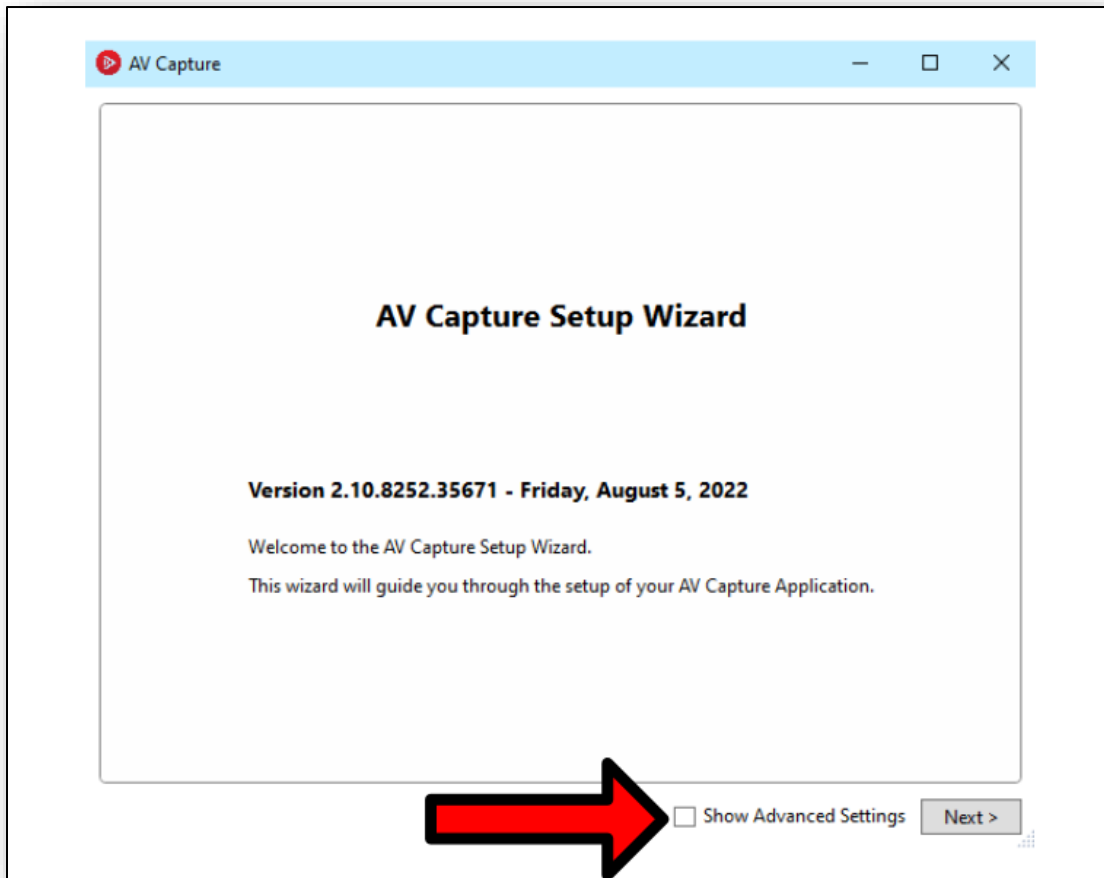 AV Capture
AV Capture Setup Wizard
Version 2.10.8252.35671 - Friday, August 5, 2022
Welcome to the AV Capture Setup Wizard.
This wizard will guide you through the setup of your AV Capture Application.
Show Advanced Settings
Next >